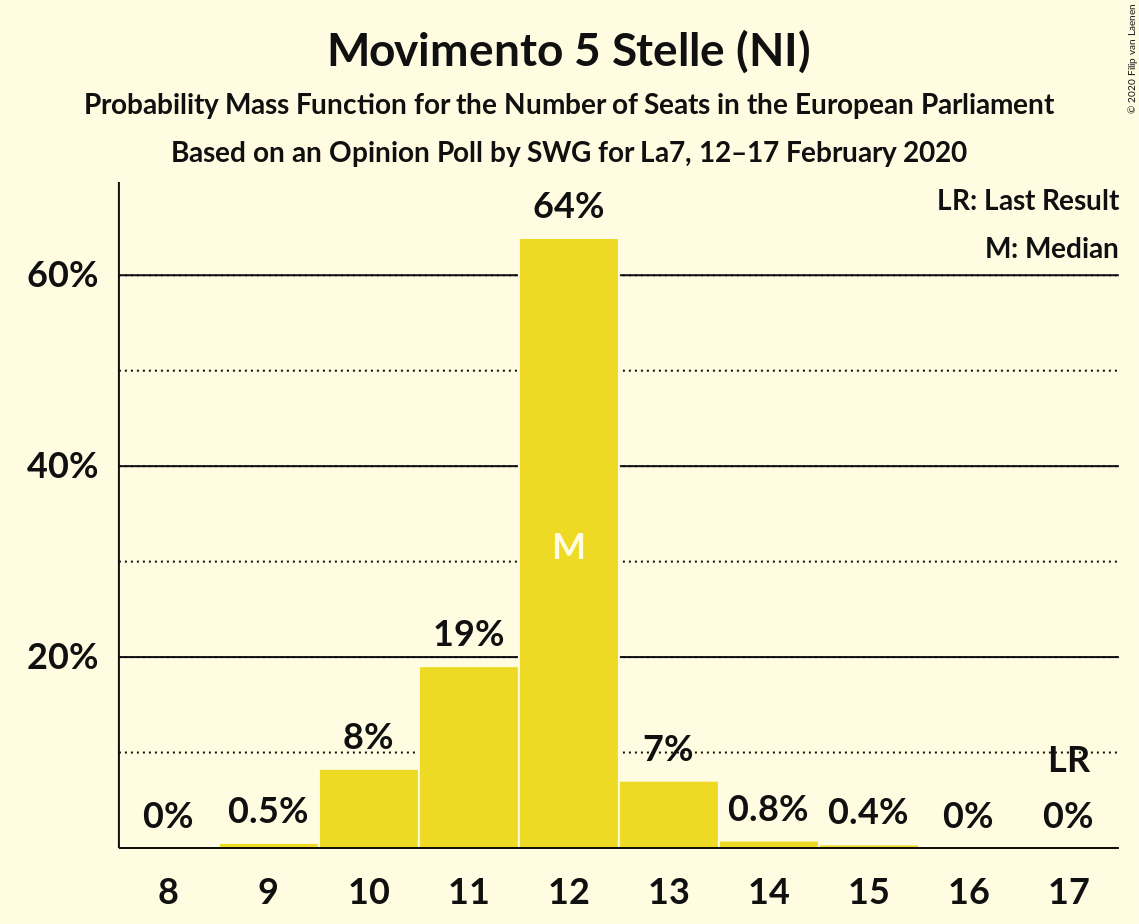 Movimento 5 Stelle (NI)
Probability Mass Function for the Number of Seats in the European Parliament
Based on an Opinion Poll by SWG for La7, 12–17 February 2020
© 2020 Filip van Laenen
LR: Last Result
M: Median
60%
40%
20%
0%
0.5%
8%
19%
64%
M
7%
0.8%
0.4%
0%
LR
0%
8 9 10 11 12 13 14 15 16 17